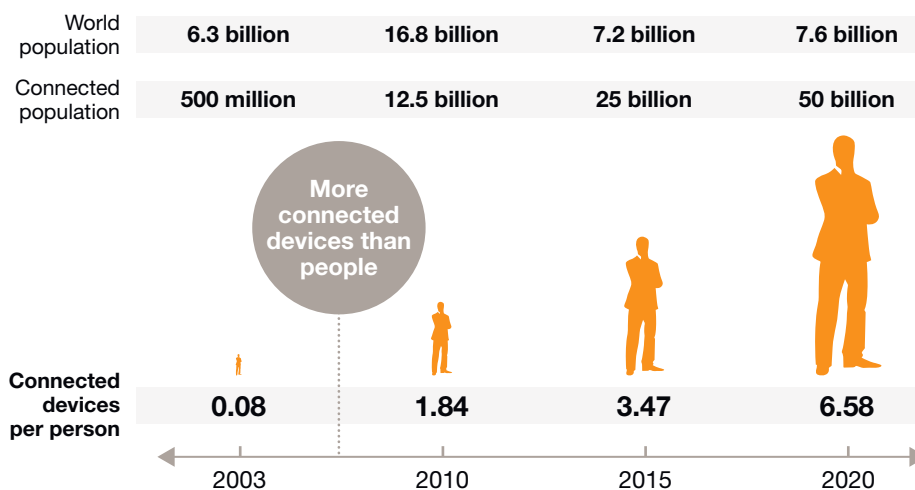 World
population
6.3 billion 16.8 billion 7.2 billion 7.6 billion
Connected
population
500 million 12.5 billion 25 billion 50 billion
More
connected
devices than
people
Connected
devices
per person
0.08 1.84 3.47 6.58
2003 2010 2015 2020